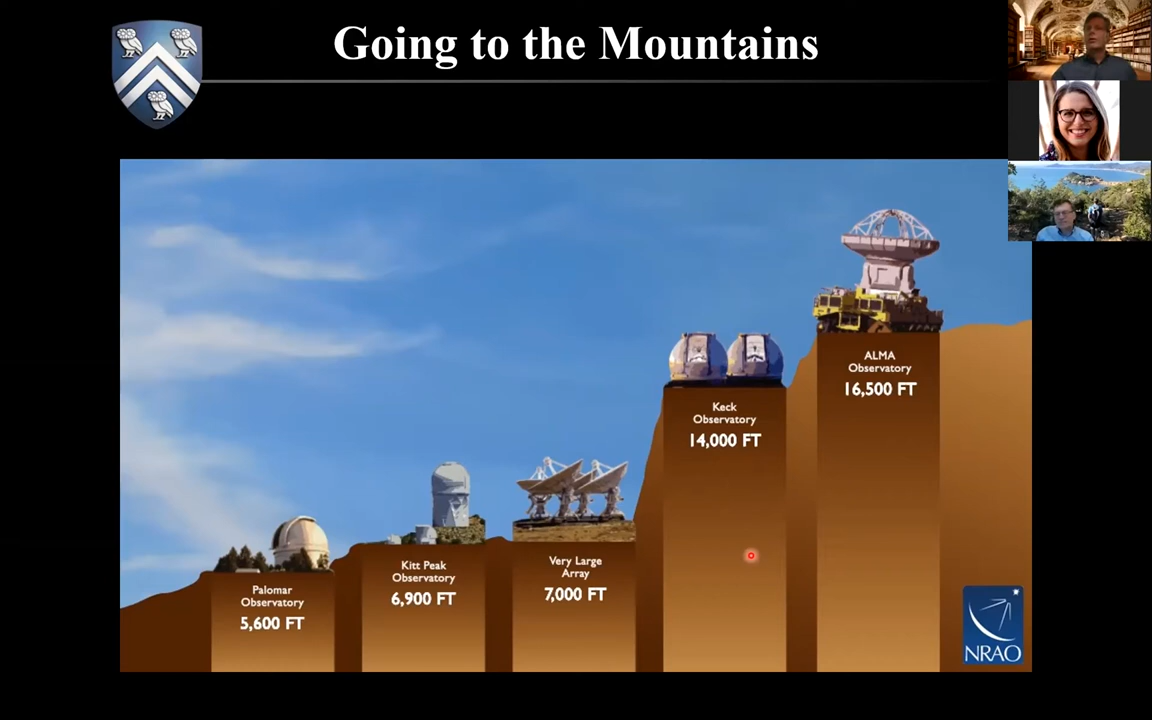 Going to the Mountains
ALMA
Observatory
16,500 FT
Keck
Observatory
14,000 FT
Very Large
Array
7,000 FT
Kitt Peak
Observatory
6,900 FT
Palomar
Observatory
5,600 FT
NRAO